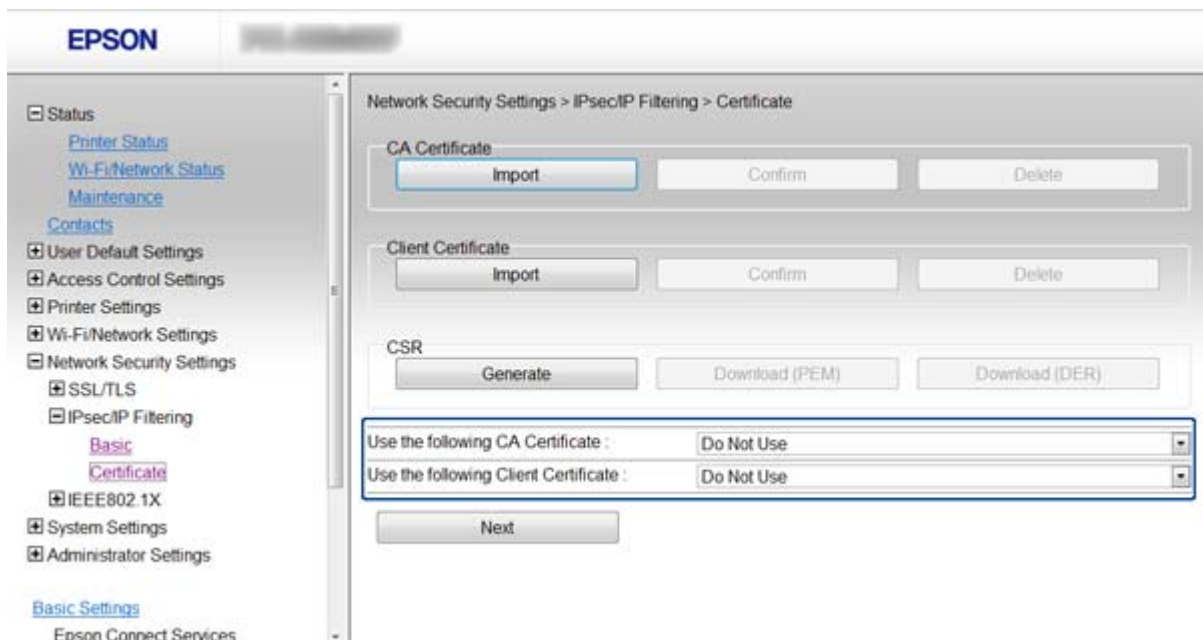 EPSON
Status
Printer Status
Wi-Fi/Network Status
Maintenance
Contacts
User Default Settings
Access Control Settings
Printer Settings
Wi-Fi/Network Settings
Network Security Settings
SSL/TLS
IPsec/IP Filtering
Basic
Certificate
IEEE802.1X
System Settings
Administrator Settings
Basic Settings
Epson Connect Services
Network Security Settings > IPsec/IP Filtering > Certificate
CA Certificate
Import Confirm Delete
Client Certificate
Import Confirm Delete
CSR
Generate Download (PEM) Download (DER)
Use the following CA Certificate : Do Not Use
Use the following Client Certificate : Do Not Use
Next